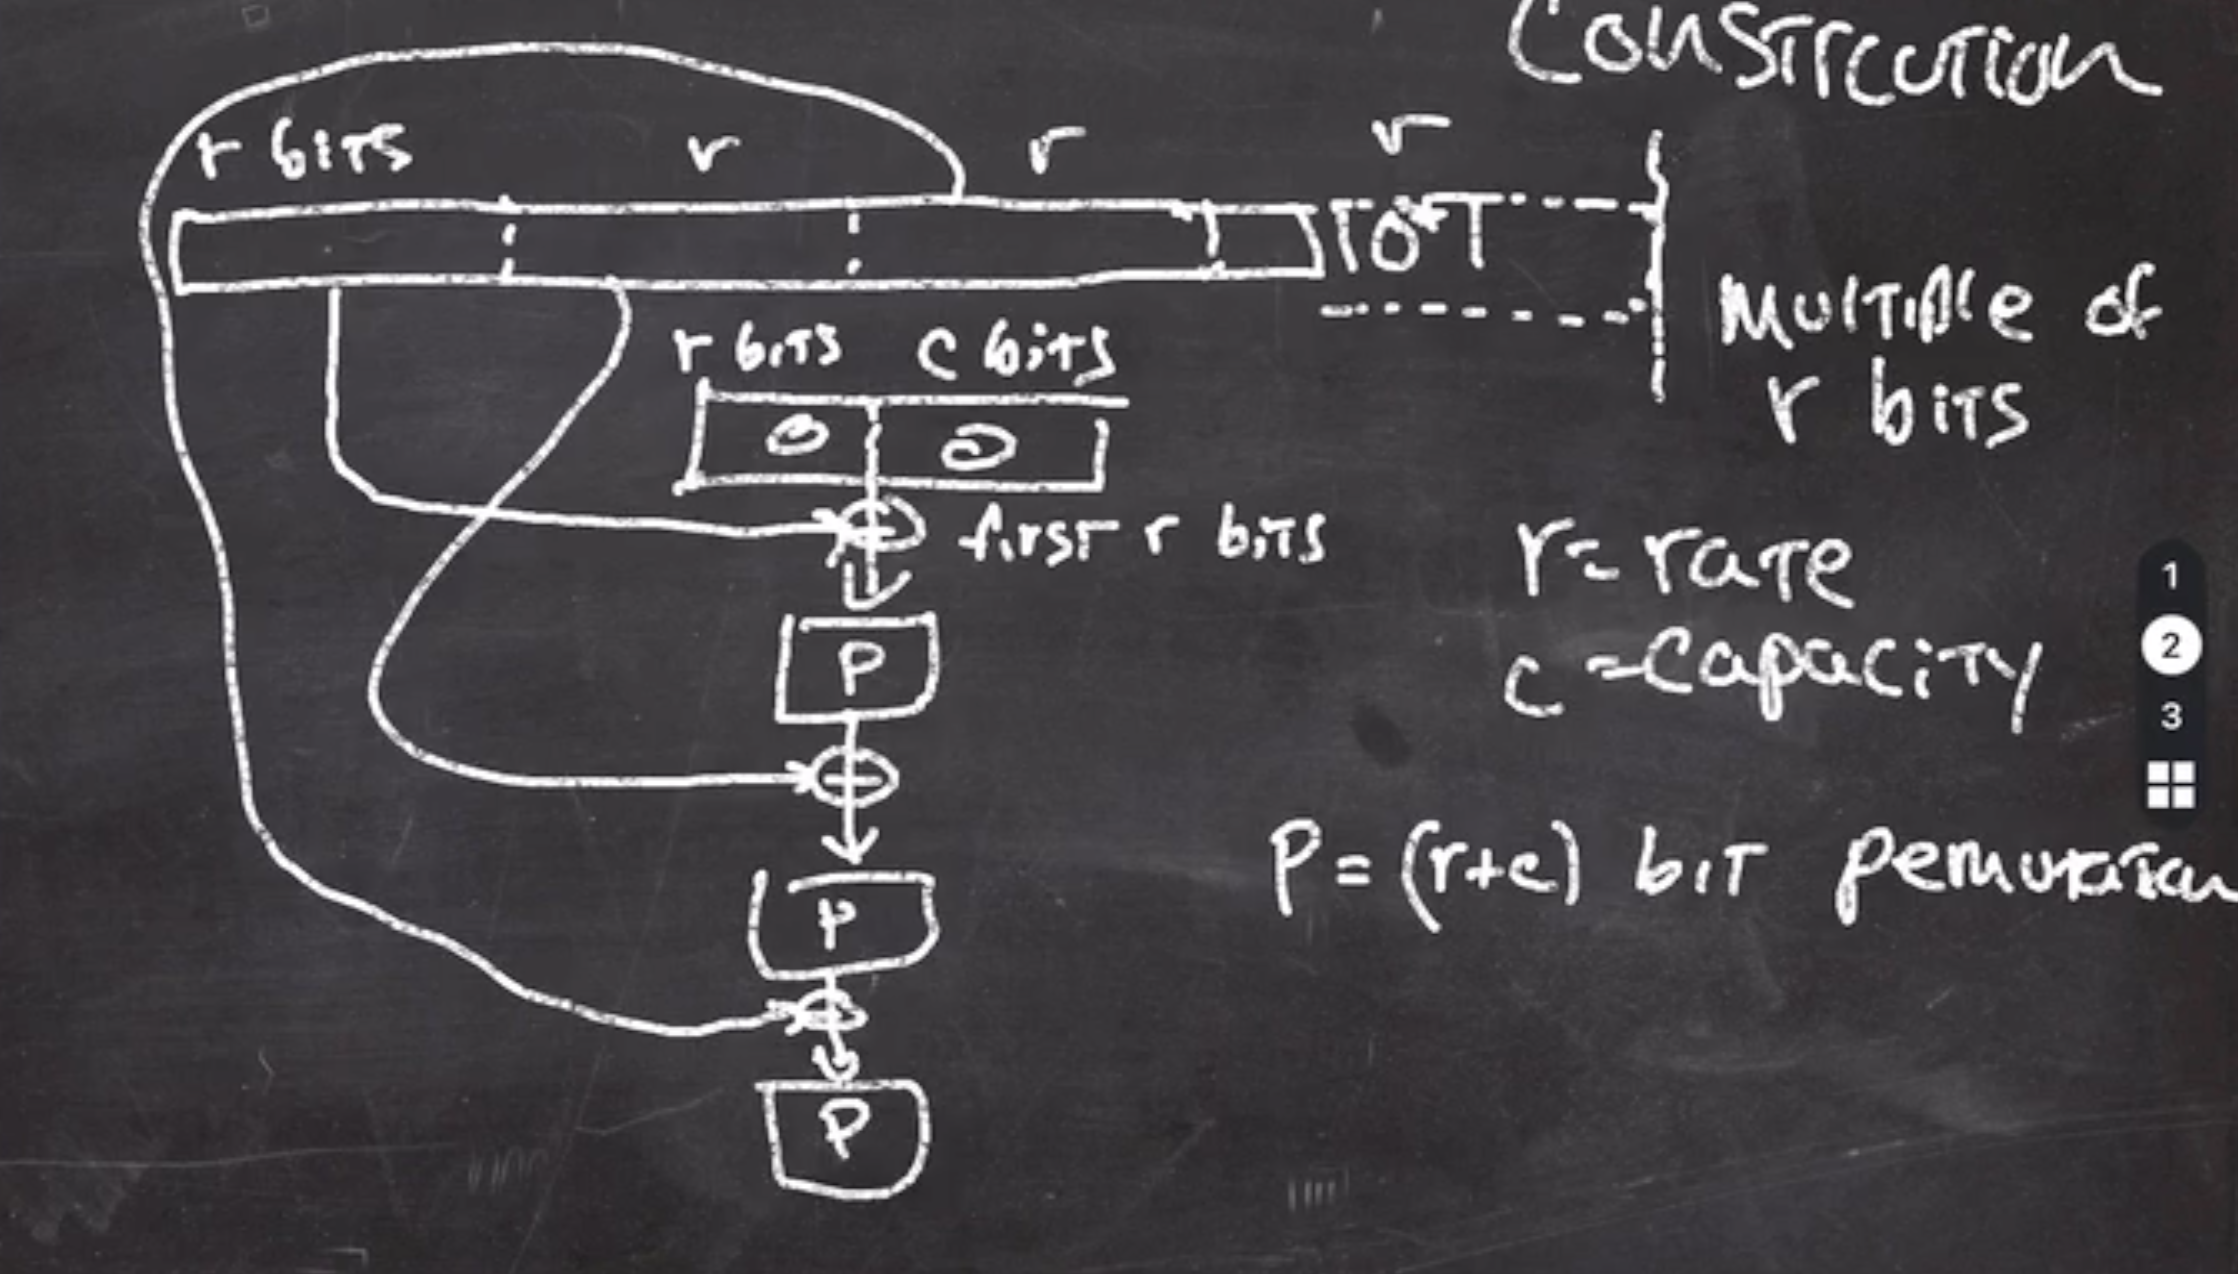 Construction
r bits r r r
10*1
Multiple of
r bits
r bits c bits
0 0
first r bits
r = rate
c = capacity
P
P = (r+c) bit permutation
P
P
1
2
3